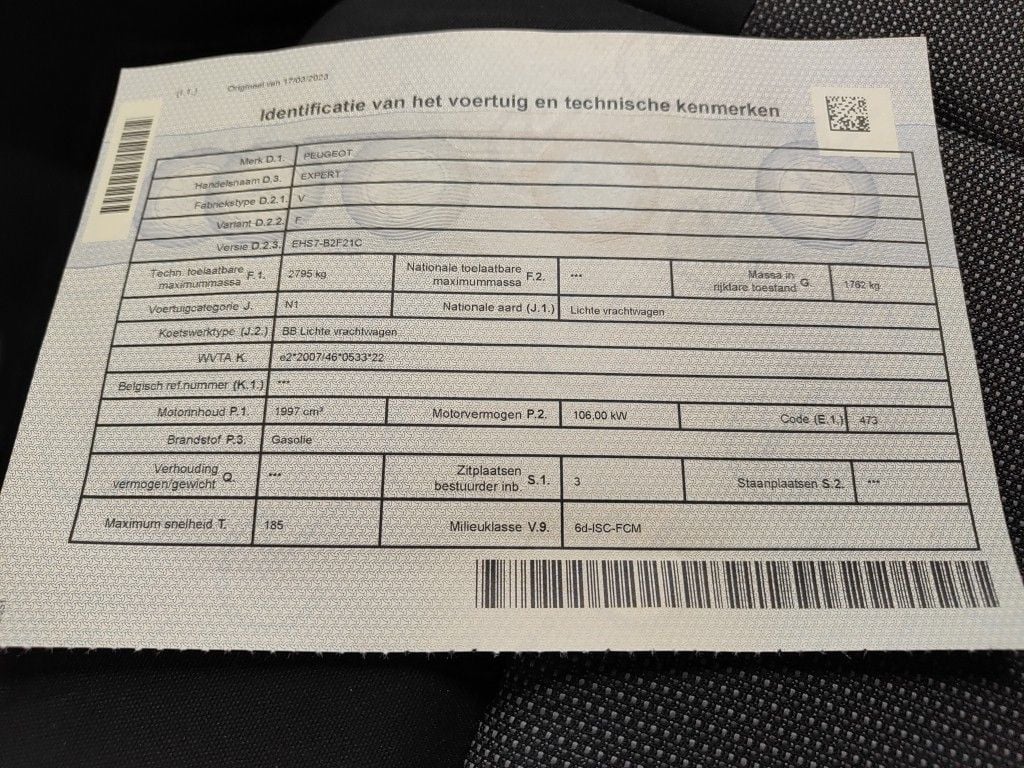 (I.1.) Origineel van 17/03/2023
Identificatie van het voertuig en technische kenmerken
Merk D.1. PEUGEOT
Handelsnaam D.3. EXPERT
Fabriekstype D.2.1. V
Variant D.2.2. F
Versie D.2.3. EHS7-B2F21C
Techn. toelaatbare maximummassa F.1. 2795 kg Nationale toelaatbare maximummassa F.2. *** Massa in rijklare toestand G. 1762 kg
Voertuigcategorie J. N1 Nationale aard (J.1.) Lichte vrachtwagen
Koetswerktype (J.2.) BB Lichte vrachtwagen
WVTA K. e2*2007/46*0533*22
Belgisch ref.nummer (K.1.) ***
Motorinhoud P.1. 1997 cm³ Motorvermogen P.2. 106,00 kW Code (E.1.) 473
Brandstof P.3. Gasolie
Verhouding vermogen/gewicht Q. *** Zitplaatsen bestuurder inb. S.1. 3 Staanplaatsen S.2. ***
Maximum snelheid T. 185 Milieuklasse V.9. 6d-ISC-FCM